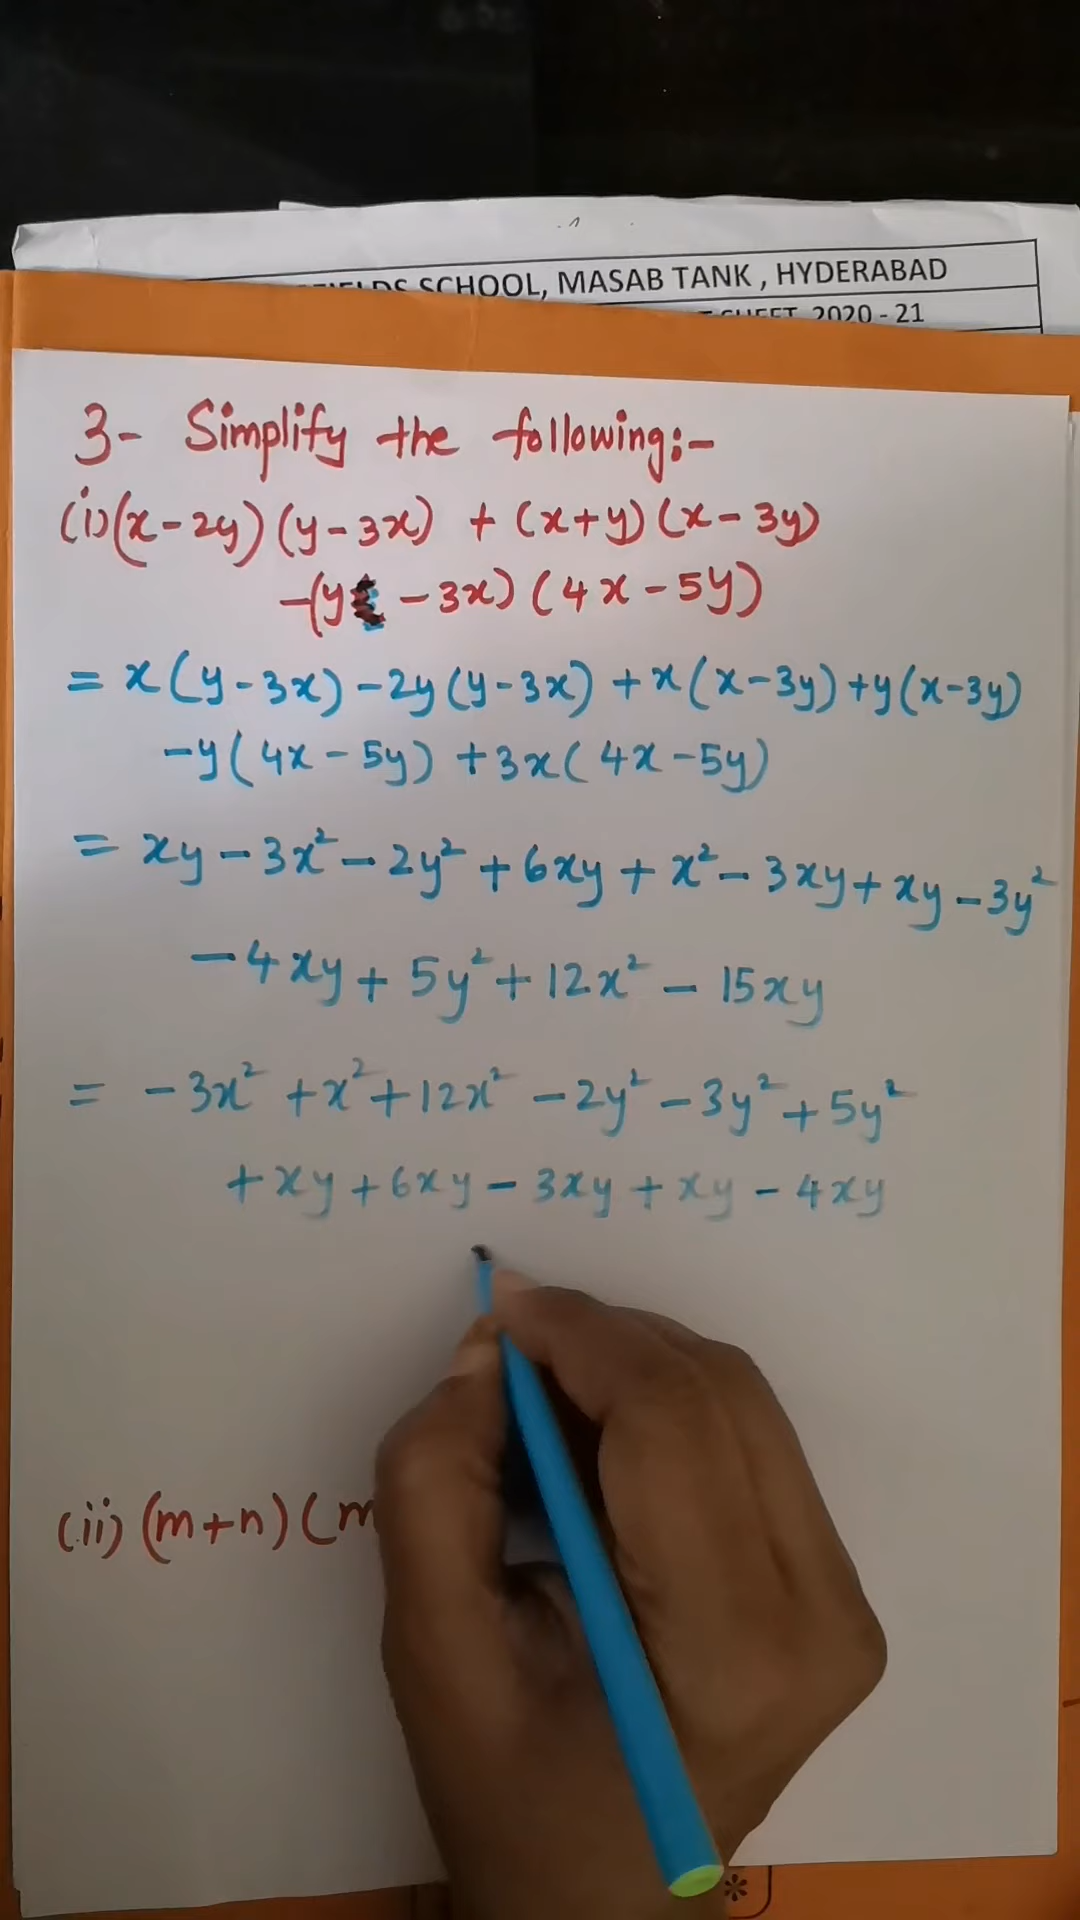 SCHOOL, MASAB TANK, HYDERABAD
2020 - 21
3- Simplify the following:-
(i) (x-2y) (y-3x) + (x+y) (x-3y)
-(y - 3x) (4x - 5y)
= x(y-3x) -2y(y-3x) +x(x-3y) +y(x-3y)
-y(4x-5y) +3x(4x-5y)
= xy - 3x² - 2y² + 6xy + x² - 3xy + xy - 3y²
-4xy + 5y² + 12x² - 15xy
= -3x² + x² + 12x² - 2y² - 3y² + 5y²
+ xy + 6xy - 3xy + xy - 4xy
(ii) (m+n) (m